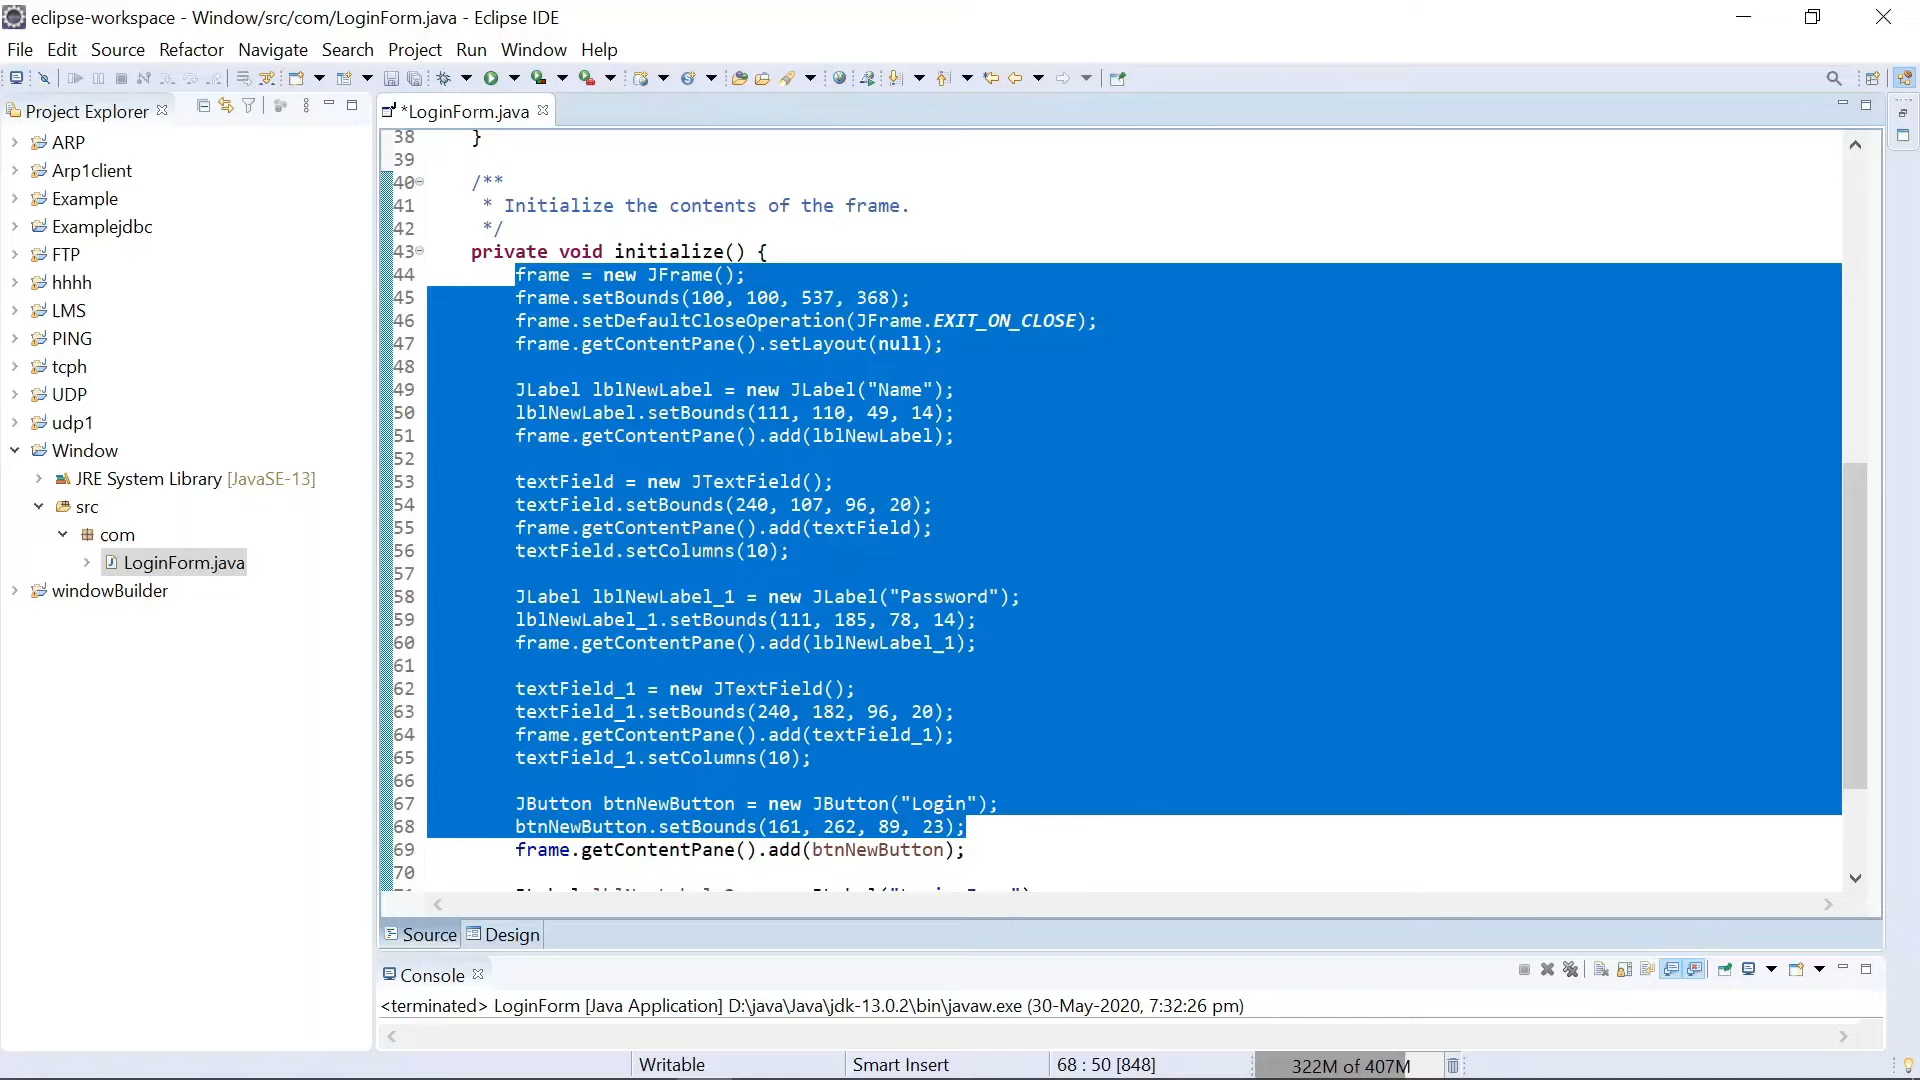 eclipse-workspace - Window/src/com/LoginForm.java - Eclipse IDE
File Edit Source Refactor Navigate Search Project Run Window Help
Project Explorer
ARP
Arp1client
Example
Examplejdbc
FTP
hhhh
LMS
PING
tcph
UDP
udp1
Window
JRE System Library [JavaSE-13]
src
com
LoginForm.java
windowBuilder
*LoginForm.java
38 }
39
40 /**
41 * Initialize the contents of the frame.
42 */
43 private void initialize() {
44 frame = new JFrame();
45 frame.setBounds(100, 100, 537, 368);
46 frame.setDefaultCloseOperation(JFrame.EXIT_ON_CLOSE);
47 frame.getContentPane().setLayout(null);
48
49 JLabel lblNewLabel = new JLabel("Name");
50 lblNewLabel.setBounds(111, 110, 49, 14);
51 frame.getContentPane().add(lblNewLabel);
52
53 textField = new JTextField();
54 textField.setBounds(240, 107, 96, 20);
55 frame.getContentPane().add(textField);
56 textField.setColumns(10);
57
58 JLabel lblNewLabel_1 = new JLabel("Password");
59 lblNewLabel_1.setBounds(111, 185, 78, 14);
60 frame.getContentPane().add(lblNewLabel_1);
61
62 textField_1 = new JTextField();
63 textField_1.setBounds(240, 182, 96, 20);
64 frame.getContentPane().add(textField_1);
65 textField_1.setColumns(10);
66
67 JButton btnNewButton = new JButton("Login");
68 btnNewButton.setBounds(161, 262, 89, 23);
69 frame.getContentPane().add(btnNewButton);
70
Source Design
Console
<terminated> LoginForm [Java Application] D:\java\Java\jdk-13.0.2\bin\javaw.exe (30-May-2020, 7:32:26 pm)
Writable Smart Insert 68 : 50 [848] 322M of 407M